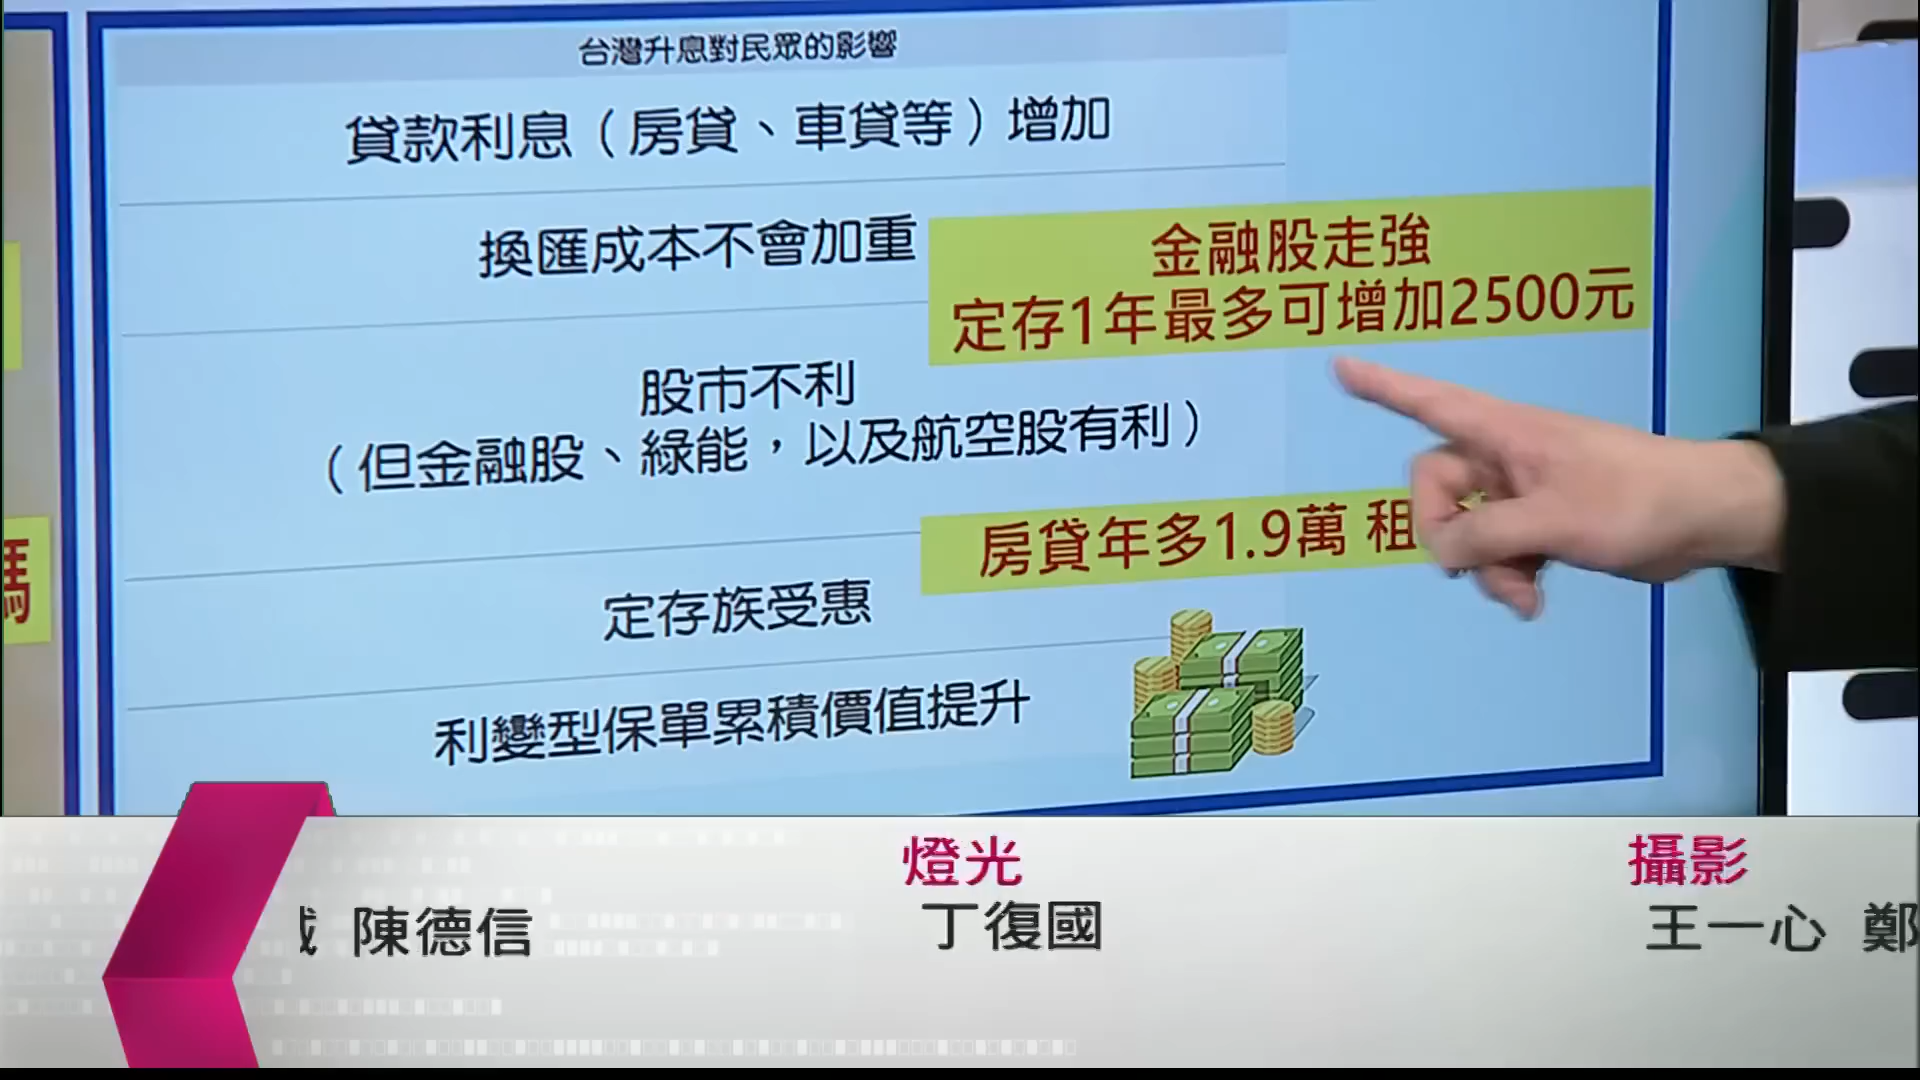 台灣升息對民眾的影響
貸款利息（房貸、車貸等）增加
換匯成本不會加重
金融股走強
定存1年最多可增加2500元
股市不利
（但金融股、綠能，以及航空股有利）
房貸年多1.9萬 租
定存族受惠
利變型保單累積價值提升
燈光
攝影
陳德信
丁復國
王一心 鄭